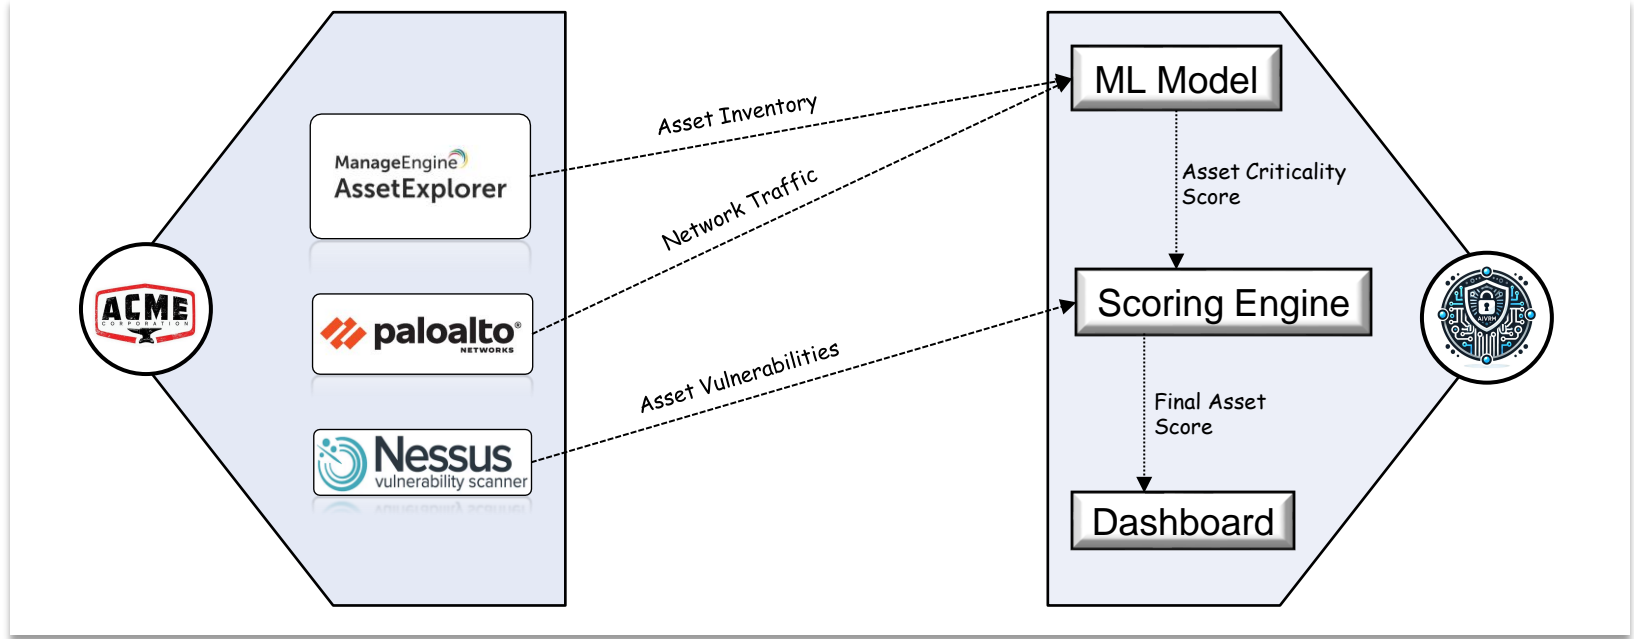 ManageEngine
AssetExplorer
paloalto®
NETWORKS
Nessus
vulnerability scanner
ACME
CORPORATION
Asset Inventory
Network Traffic
Asset Vulnerabilities
ML Model
Asset Criticality
Score
Scoring Engine
Final Asset
Score
Dashboard
AIVRM